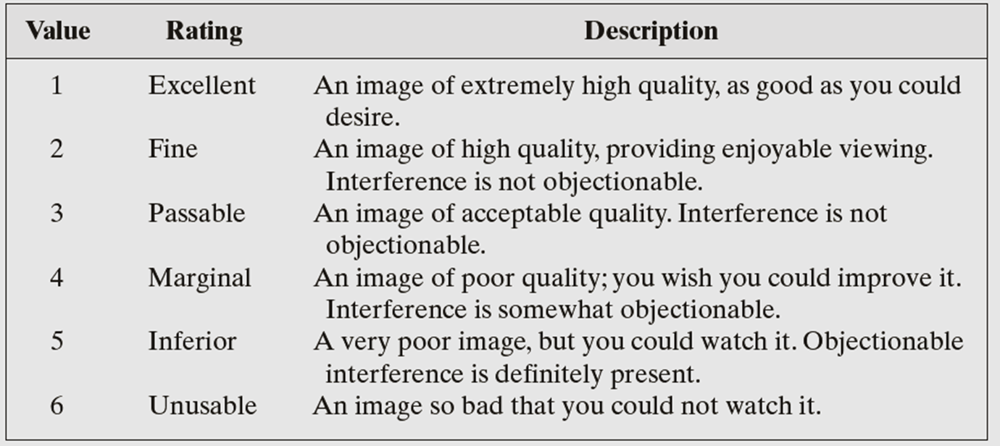 Value Rating Description
1 Excellent An image of extremely high quality, as good as you could
desire.
2 Fine An image of high quality, providing enjoyable viewing.
Interference is not objectionable.
3 Passable An image of acceptable quality. Interference is not
objectionable.
4 Marginal An image of poor quality; you wish you could improve it.
Interference is somewhat objectionable.
5 Inferior A very poor image, but you could watch it. Objectionable
interference is definitely present.
6 Unusable An image so bad that you could not watch it.